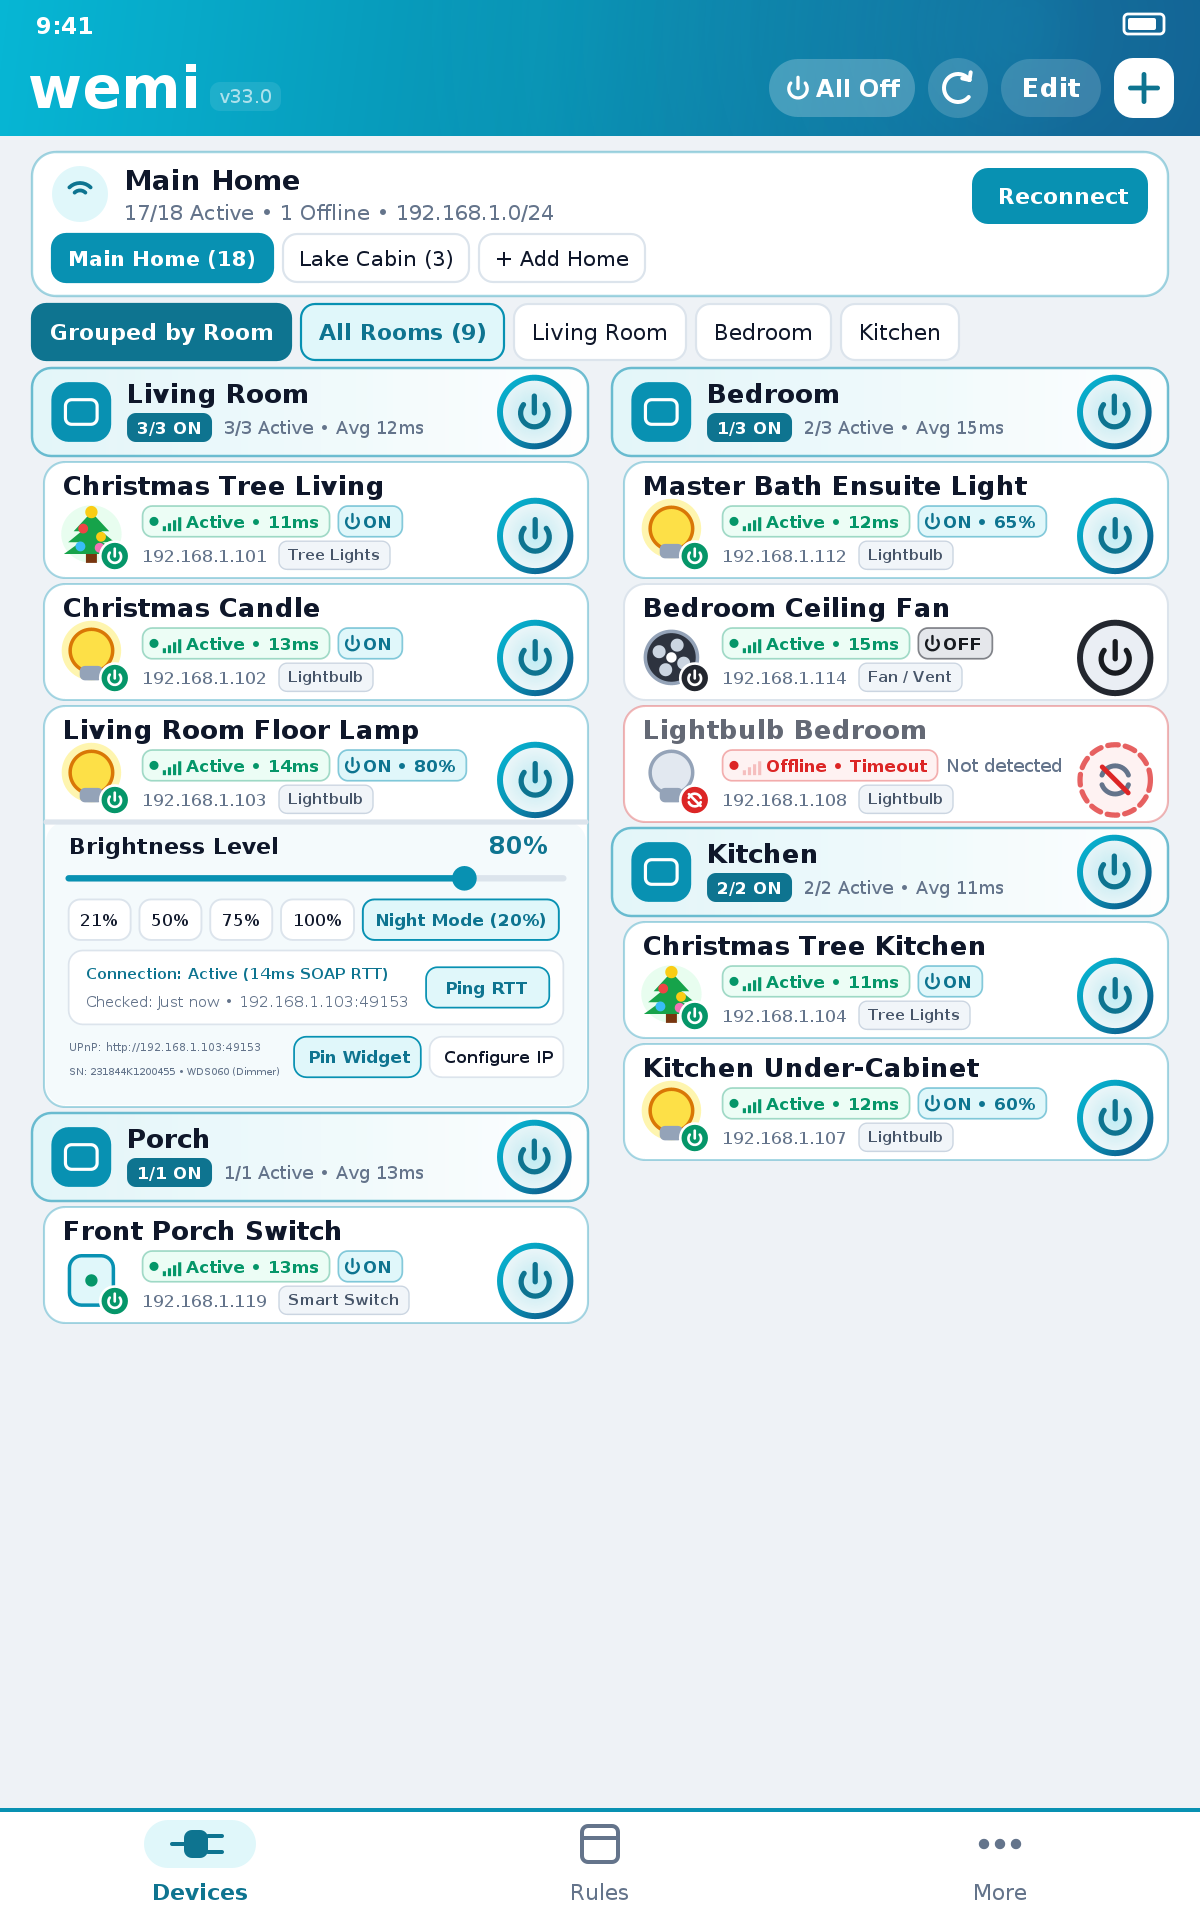 9:41
wemi v33.0
All Off
Edit
Main Home
17/18 Active • 1 Offline • 192.168.1.0/24
Reconnect
Main Home (18)
Lake Cabin (3)
+ Add Home
Grouped by Room
All Rooms (9)
Living Room
Bedroom
Kitchen
Living Room
3/3 ON 3/3 Active • Avg 12ms
Christmas Tree Living
Active • 11ms ON
192.168.1.101 Tree Lights
Christmas Candle
Active • 13ms ON
192.168.1.102 Lightbulb
Living Room Floor Lamp
Active • 14ms ON • 80%
192.168.1.103 Lightbulb
Brightness Level 80%
21% 50% 75% 100% Night Mode (20%)
Connection: Active (14ms SOAP RTT)
Checked: Just now • 192.168.1.103:49153
Ping RTT
UPnP: http://192.168.1.103:49153
SN: 231844K1200455 • WDS060 (Dimmer)
Pin Widget
Configure IP
Porch
1/1 ON 1/1 Active • Avg 13ms
Front Porch Switch
Active • 13ms ON
192.168.1.119 Smart Switch
Bedroom
1/3 ON 2/3 Active • Avg 15ms
Master Bath Ensuite Light
Active • 12ms ON • 65%
192.168.1.112 Lightbulb
Bedroom Ceiling Fan
Active • 15ms OFF
192.168.1.114 Fan / Vent
Lightbulb Bedroom
Offline • Timeout Not detected
192.168.1.108 Lightbulb
Kitchen
2/2 ON 2/2 Active • Avg 11ms
Christmas Tree Kitchen
Active • 11ms ON
192.168.1.104 Tree Lights
Kitchen Under-Cabinet
Active • 12ms ON • 60%
192.168.1.107 Lightbulb
Devices
Rules
More